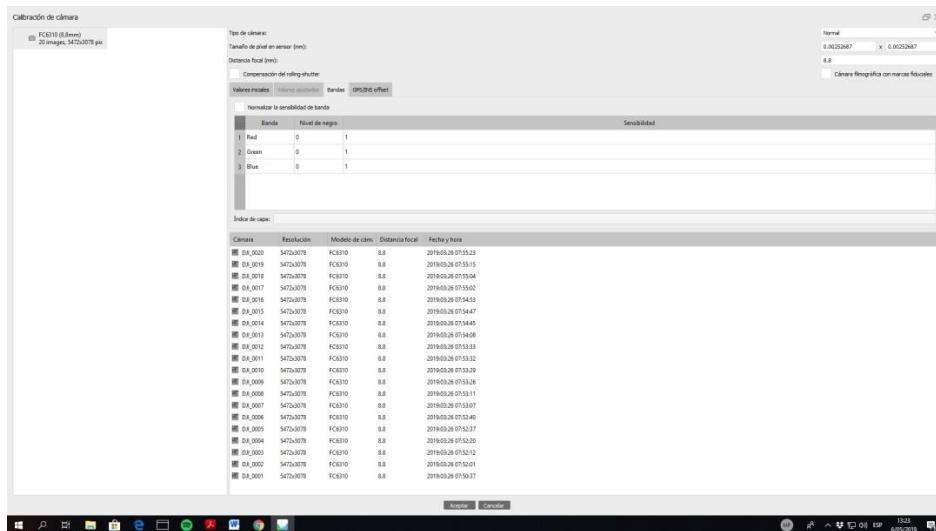 Calibración de cámara
FC6310 (8.8mm)
20 images, 5472x3078 pix
Tipo de cámara:
Normal
Tamaño de píxel en sensor (mm):
0.00252687 x 0.00252687
Distancia focal (mm):
8.8
Compensación del rolling-shutter
Cámara filmográfica con marcas fiduciales
Valores iniciales Valores ajustados Bandas GPS/INS offset
Normalizar la sensibilidad de banda
Banda Nivel de negro Sensibilidad
1 Red 0 1
2 Green 0 1
3 Blue 0 1
Índice de capa:
Cámara Resolución Modelo de cám. Distancia focal Fecha y hora
DJI_0020 5472x3078 FC6310 8.8 2019:03:26 07:55:23
DJI_0019 5472x3078 FC6310 8.8 2019:03:26 07:55:15
DJI_0018 5472x3078 FC6310 8.8 2019:03:26 07:55:04
DJI_0017 5472x3078 FC6310 8.8 2019:03:26 07:55:02
DJI_0016 5472x3078 FC6310 8.8 2019:03:26 07:54:53
DJI_0015 5472x3078 FC6310 8.8 2019:03:26 07:54:47
DJI_0014 5472x3078 FC6310 8.8 2019:03:26 07:54:45
DJI_0013 5472x3078 FC6310 8.8 2019:03:26 07:54:08
DJI_0012 5472x3078 FC6310 8.8 2019:03:26 07:53:33
DJI_0011 5472x3078 FC6310 8.8 2019:03:26 07:53:32
DJI_0010 5472x3078 FC6310 8.8 2019:03:26 07:53:29
DJI_0009 5472x3078 FC6310 8.8 2019:03:26 07:53:26
DJI_0008 5472x3078 FC6310 8.8 2019:03:26 07:53:11
DJI_0007 5472x3078 FC6310 8.8 2019:03:26 07:53:07
DJI_0006 5472x3078 FC6310 8.8 2019:03:26 07:52:40
DJI_0005 5472x3078 FC6310 8.8 2019:03:26 07:52:37
DJI_0004 5472x3078 FC6310 8.8 2019:03:26 07:52:20
DJI_0003 5472x3078 FC6310 8.8 2019:03:26 07:52:12
DJI_0002 5472x3078 FC6310 8.8 2019:03:26 07:52:01
DJI_0001 5472x3078 FC6310 8.8 2019:03:26 07:50:37
Aceptar Cancelar
ESP 13:23
6/05/2019